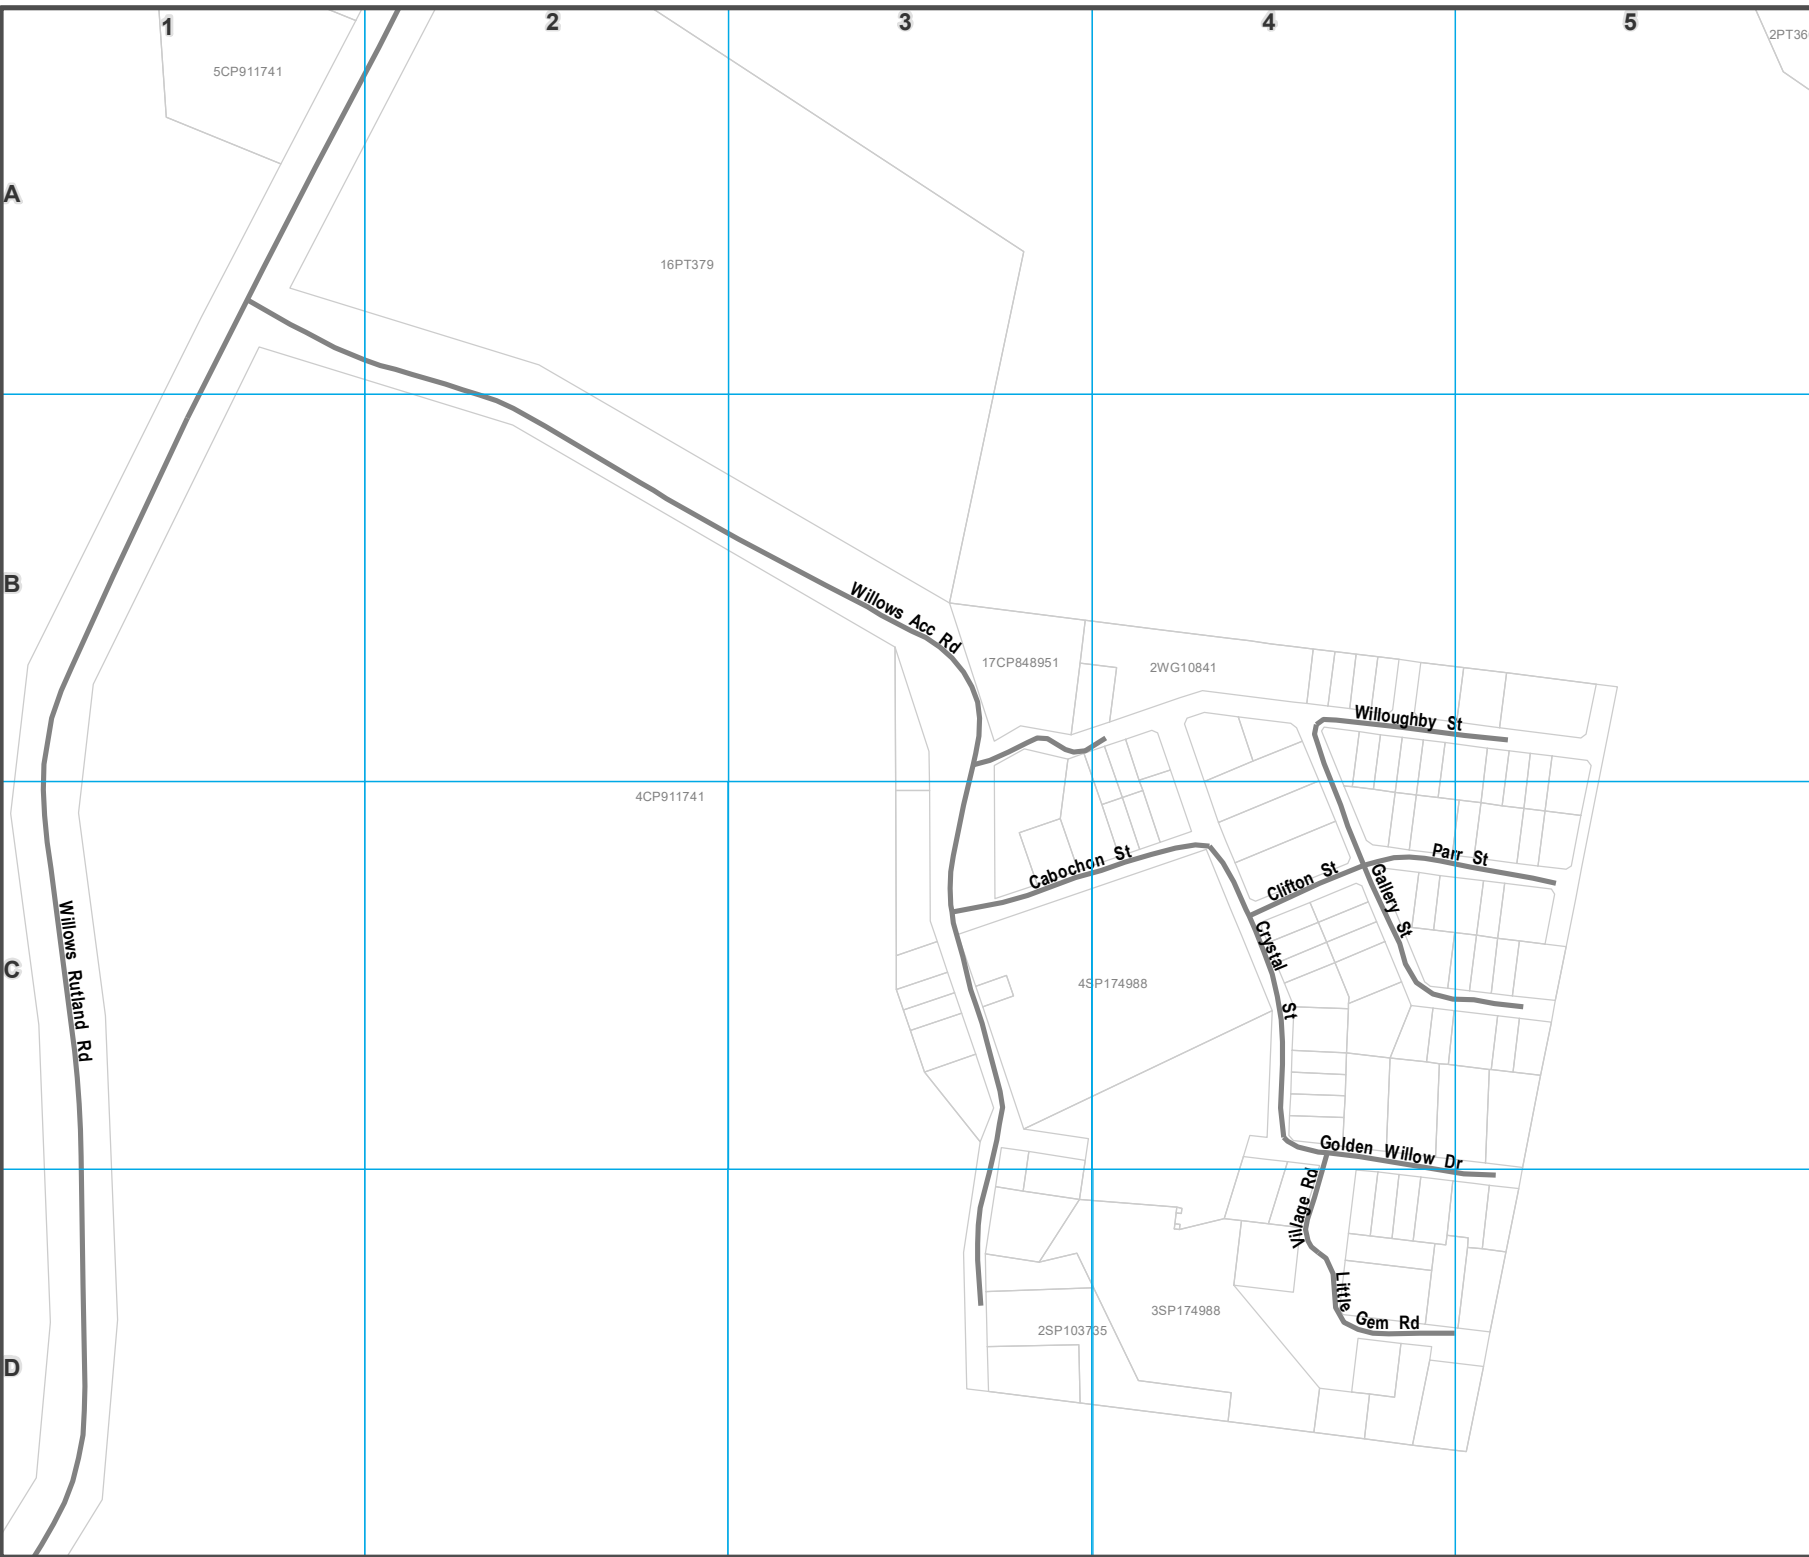 1
2
3
4
5
5CP911741
A
16PT379
B
Willows Acc Rd
17CP848951
2WG10841
Willoughby St
4CP911741
Cabochon St
Clifton St
Parr St
Gallery St
Willows Rutland Rd
C
4SP174988
Crystal St
Golden Willow Dr
Village Rd
Little Gem Rd
3SP174988
2SP103735
D